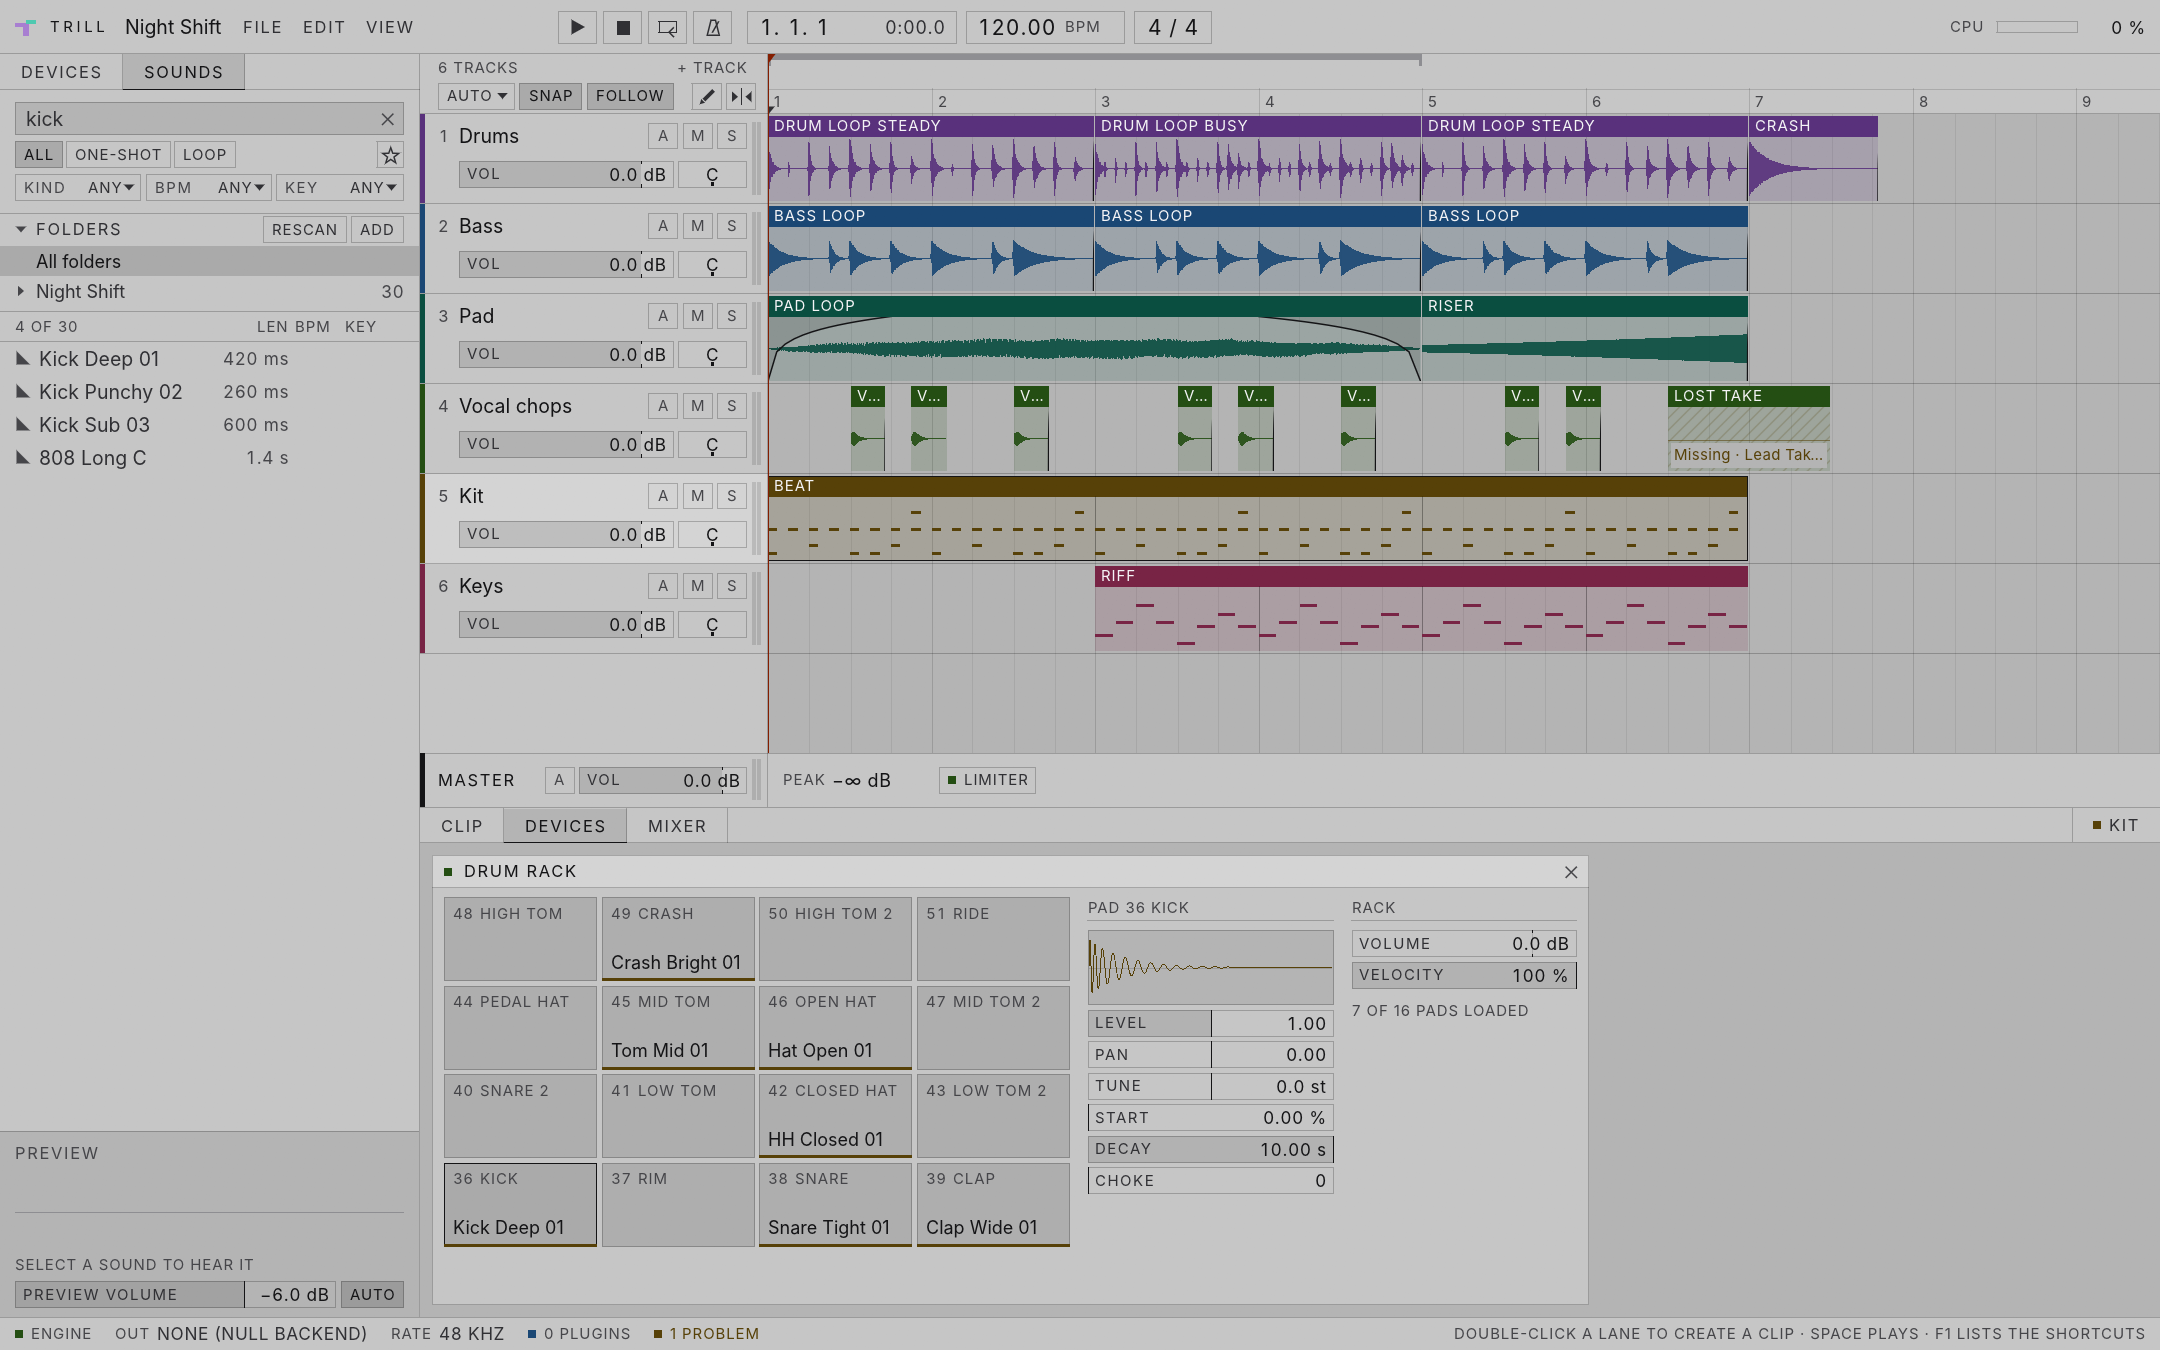 TRILL Night Shift FILE EDIT VIEW 1. 1. 1 0:00.0 120.00 BPM 4 / 4 CPU 0 %
DEVICES SOUNDS
kick
ALL ONE-SHOT LOOP
KIND ANY BPM ANY KEY ANY
FOLDERS RESCAN ADD
All folders
Night Shift 30
4 OF 30 LEN BPM KEY
Kick Deep 01 420 ms
Kick Punchy 02 260 ms
Kick Sub 03 600 ms
808 Long C 1.4 s
PREVIEW
SELECT A SOUND TO HEAR IT
PREVIEW VOLUME −6.0 dB AUTO
6 TRACKS + TRACK
AUTO SNAP FOLLOW
1 2 3 4 5 6 7 8 9
1 Drums A M S
VOL 0.0 dB C
DRUM LOOP STEADY DRUM LOOP BUSY DRUM LOOP STEADY CRASH
2 Bass A M S
VOL 0.0 dB C
BASS LOOP BASS LOOP BASS LOOP
3 Pad A M S
VOL 0.0 dB C
PAD LOOP RISER
4 Vocal chops A M S
VOL 0.0 dB C
V... V... V... V... V... V... V... V... LOST TAKE
Missing · Lead Tak...
5 Kit A M S
VOL 0.0 dB C
BEAT
6 Keys A M S
VOL 0.0 dB C
RIFF
MASTER A VOL 0.0 dB PEAK −∞ dB LIMITER
CLIP DEVICES MIXER KIT
DRUM RACK
48 HIGH TOM 49 CRASH 50 HIGH TOM 2 51 RIDE
Crash Bright 01
44 PEDAL HAT 45 MID TOM 46 OPEN HAT 47 MID TOM 2
Tom Mid 01 Hat Open 01
40 SNARE 2 41 LOW TOM 42 CLOSED HAT 43 LOW TOM 2
HH Closed 01
36 KICK 37 RIM 38 SNARE 39 CLAP
Kick Deep 01 Snare Tight 01 Clap Wide 01
PAD 36 KICK
LEVEL 1.00
PAN 0.00
TUNE 0.0 st
START 0.00 %
DECAY 10.00 s
CHOKE 0
RACK
VOLUME 0.0 dB
VELOCITY 100 %
7 OF 16 PADS LOADED
ENGINE OUT NONE (NULL BACKEND) RATE 48 KHZ 0 PLUGINS 1 PROBLEM DOUBLE-CLICK A LANE TO CREATE A CLIP · SPACE PLAYS · F1 LISTS THE SHORTCUTS